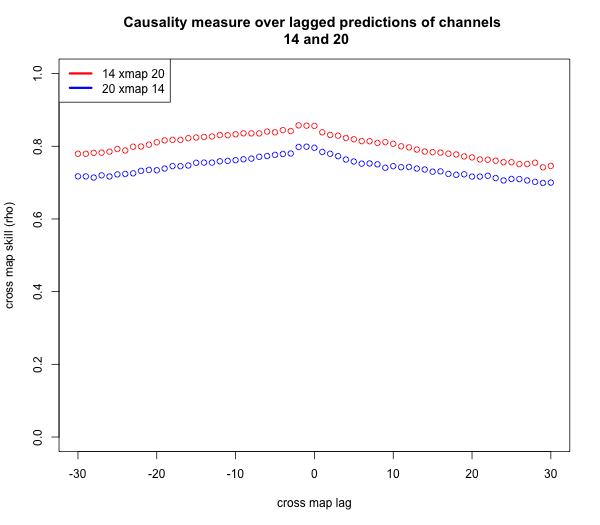 Causality measure over lagged predictions of channels
14 and 20
14 xmap 20
20 xmap 14
cross map skill (rho)
1.0
0.8
0.6
0.4
0.2
0.0
-30 -20 -10 0 10 20 30
cross map lag